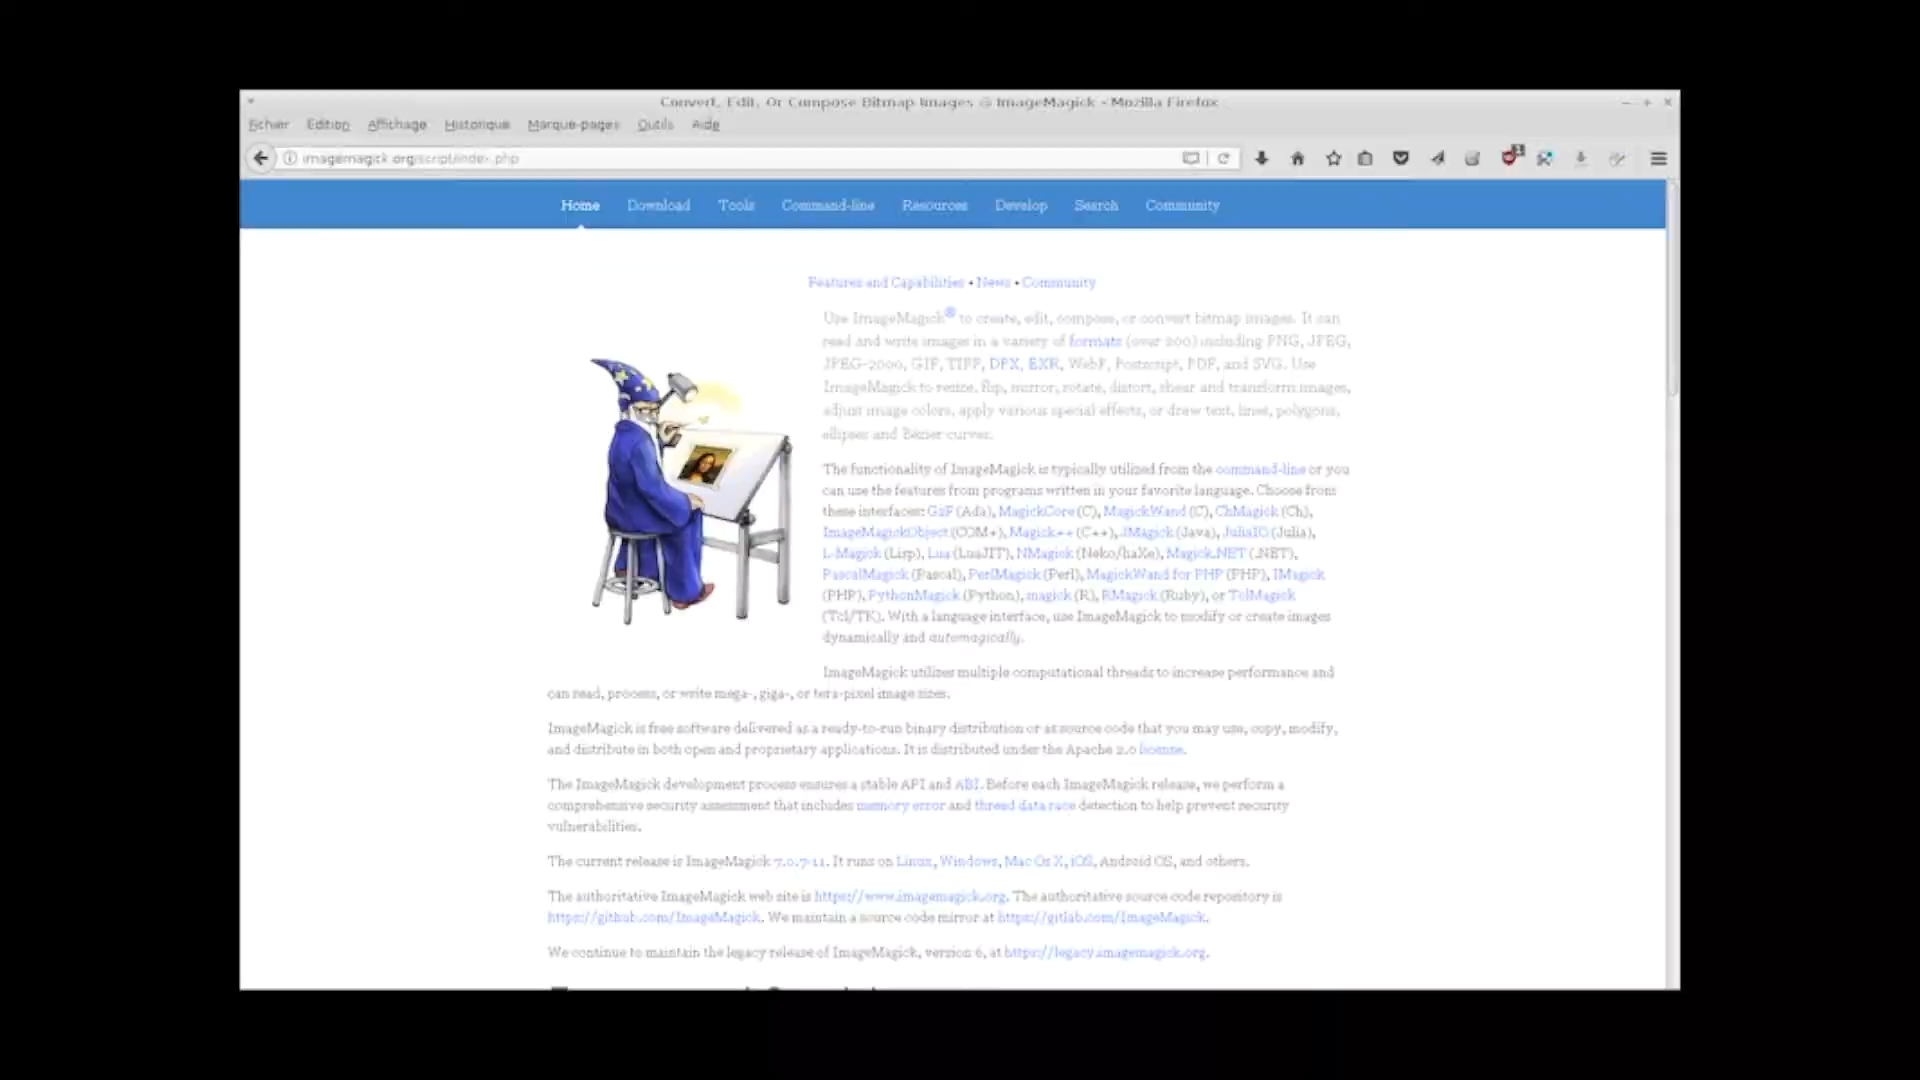 Convert, Edit, Or Compose Bitmap Images @ ImageMagick - Mozilla Firefox
Fichier Edition Affichage Historique Marque-pages Outils Aide
imagemagick.org/script/index.php
Home Download Tools Command-line Resources Develop Search Community
Features and Capabilities • News • Community
Use ImageMagick® to create, edit, compose, or convert bitmap images. It can
read and write images in a variety of formats (over 200) including PNG, JPEG,
JPEG-2000, GIF, TIFF, DPX, EXR, WebP, Postscript, PDF, and SVG. Use
ImageMagick to resize, flip, mirror, rotate, distort, shear and transform images,
adjust image colors, apply various special effects, or draw text, lines, polygons,
ellipses and Bézier curves.
The functionality of ImageMagick is typically utilized from the command-line or you
can use the features from programs written in your favorite language. Choose from
these interfaces: G2F (Ada), MagickCore (C), MagickWand (C), ChMagick (Ch),
ImageMagickObject (COM+), Magick++ (C++), JMagick (Java), JuliaIO (Julia),
L-Magick (Lisp), Lua (LuaJIT), NMagick (Neko/haXe), Magick.NET (.NET),
PascalMagick (Pascal), PerlMagick (Perl), MagickWand for PHP (PHP), IMagick
(PHP), PythonMagick (Python), magick (R), RMagick (Ruby), or TclMagick
(Tcl/TK). With a language interface, use ImageMagick to modify or create images
dynamically and automagically.
ImageMagick utilizes multiple computational threads to increase performance and
can read, process, or write mega-, giga-, or tera-pixel image sizes.
ImageMagick is free software delivered as a ready-to-run binary distribution or as source code that you may use, copy, modify,
and distribute in both open and proprietary applications. It is distributed under the Apache 2.0 license.
The ImageMagick development process ensures a stable API and ABI. Before each ImageMagick release, we perform a
comprehensive security assessment that includes memory error and thread data race detection to help prevent security
vulnerabilities.
The current release is ImageMagick 7.0.7-11. It runs on Linux, Windows, Mac Os X, iOS, Android OS, and others.
The authoritative ImageMagick web site is https://www.imagemagick.org. The authoritative source code repository is
https://github.com/ImageMagick. We maintain a source code mirror at https://gitlab.com/ImageMagick.
We continue to maintain the legacy release of ImageMagick, version 6, at https://legacy.imagemagick.org.